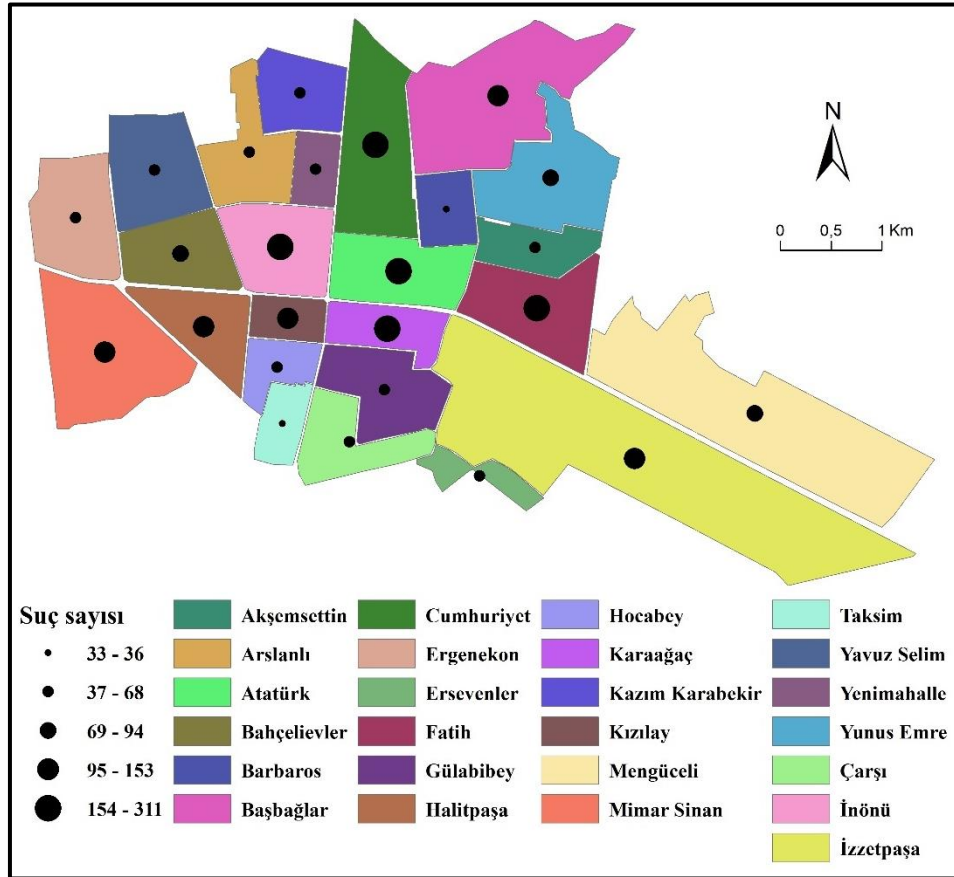 N
0 0,5 1 Km
Suç sayısı
33 - 36
37 - 68
69 - 94
95 - 153
154 - 311
Akşemsettin
Arslanlı
Atatürk
Bahçelievler
Barbaros
Başbağlar
Cumhuriyet
Ergenekon
Ersevenler
Fatih
Gülabibey
Halitpaşa
Hocabey
Karaağaç
Kazım Karabekir
Kızılay
Mengüceli
Mimar Sinan
Taksim
Yavuz Selim
Yenimahalle
Yunus Emre
Çarşı
İnönü
İzzetpaşa